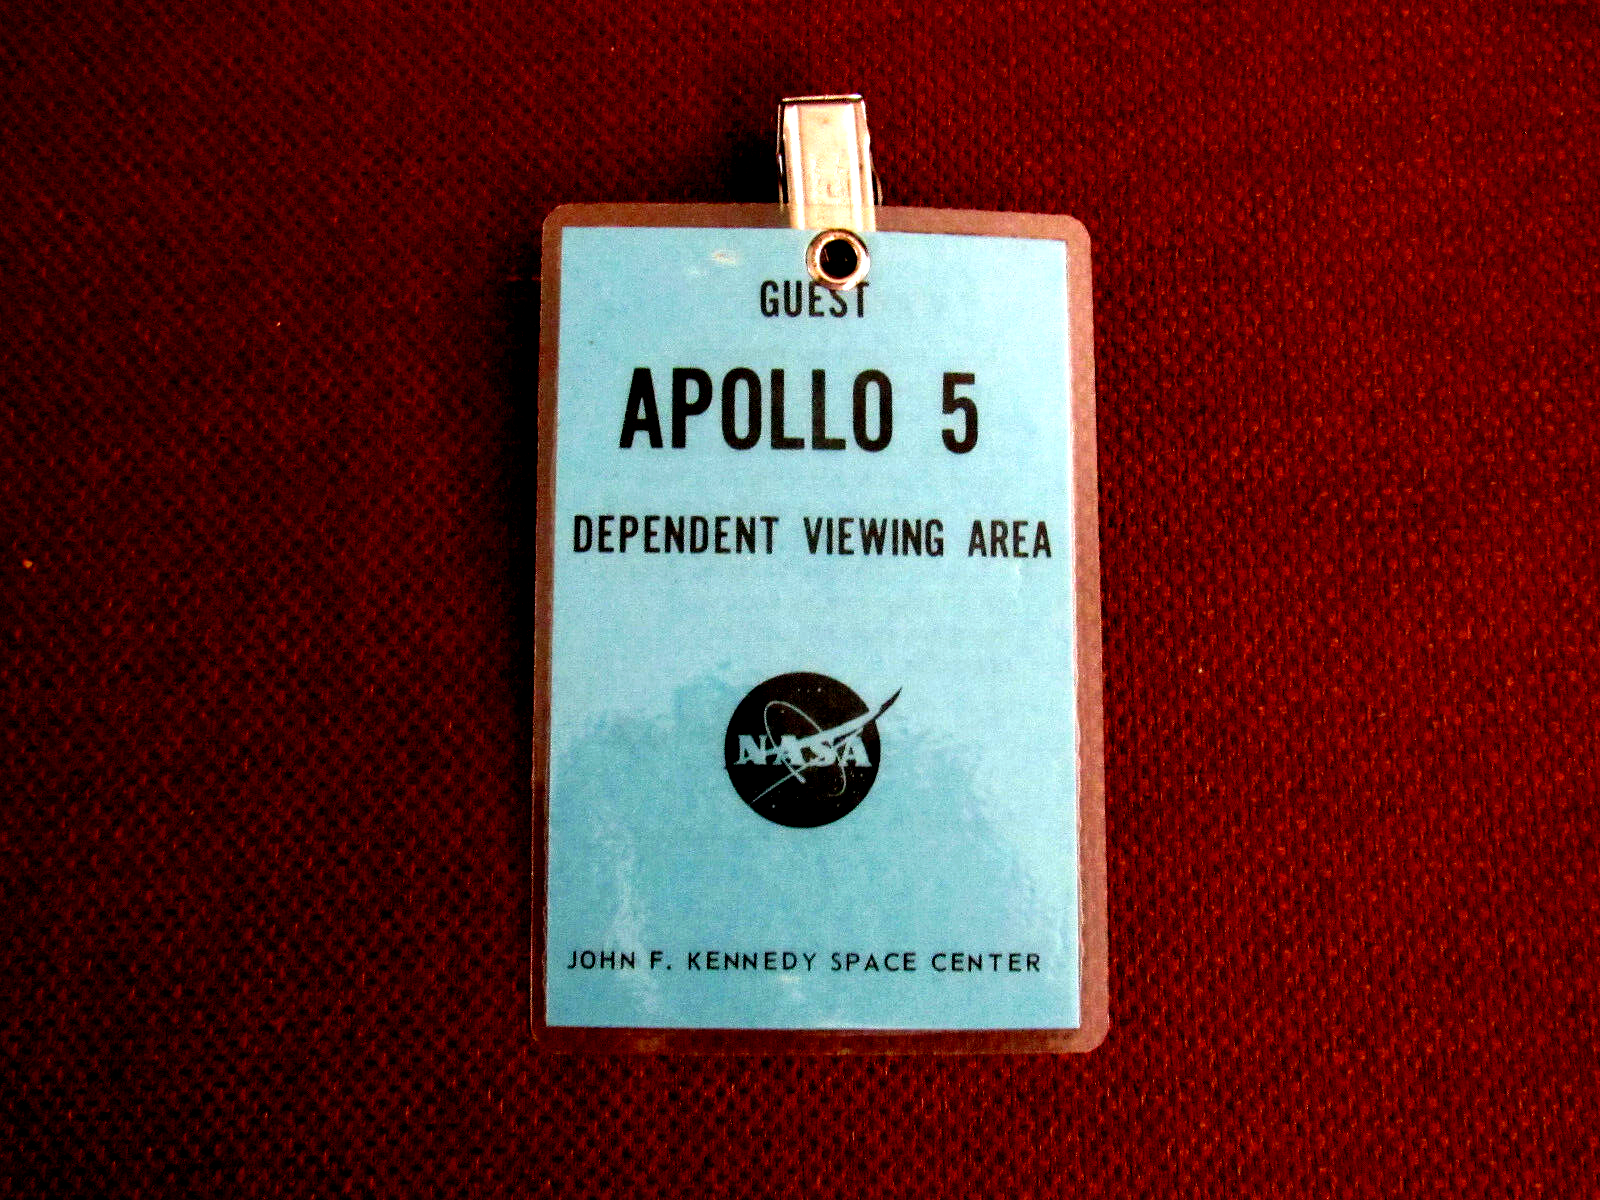 GUEST
APOLLO 5
DEPENDENT VIEWING AREA
NASA
JOHN F. KENNEDY SPACE CENTER